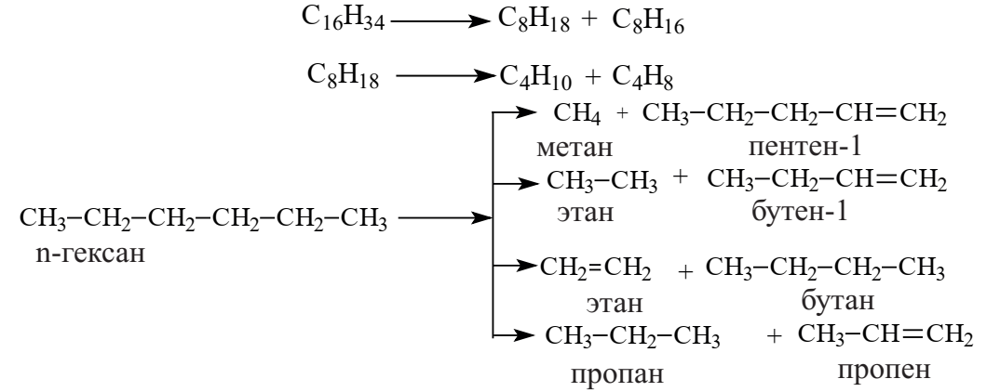 C₁₆H₃₄ ⟶ C₈H₁₈ + C₈H₁₆
C₈H₁₈ ⟶ C₄H₁₀ + C₄H₈
CH₄ + CH₃−CH₂−CH₂−CH=CH₂
метан пентен-1
CH₃−CH₃ + CH₃−CH₂−CH=CH₂
этан бутен-1
CH₃−CH₂−CH₂−CH₂−CH₂−CH₃
n-гексан
CH₂=CH₂ + CH₃−CH₂−CH₂−CH₃
этан бутан
CH₃−CH₂−CH₃ + CH₃−CH=CH₂
пропан пропен